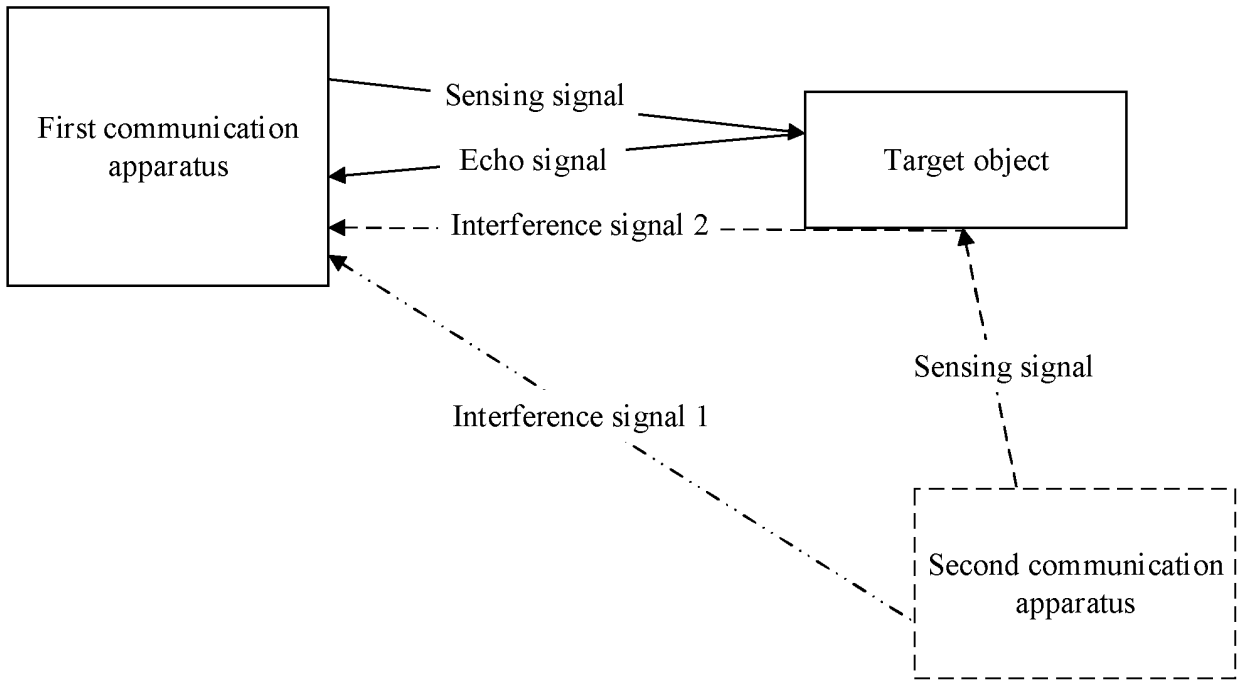 First communication
apparatus
Sensing signal
Echo signal
Target object
Interference signal 2
Sensing signal
Interference signal 1
Second communication
apparatus